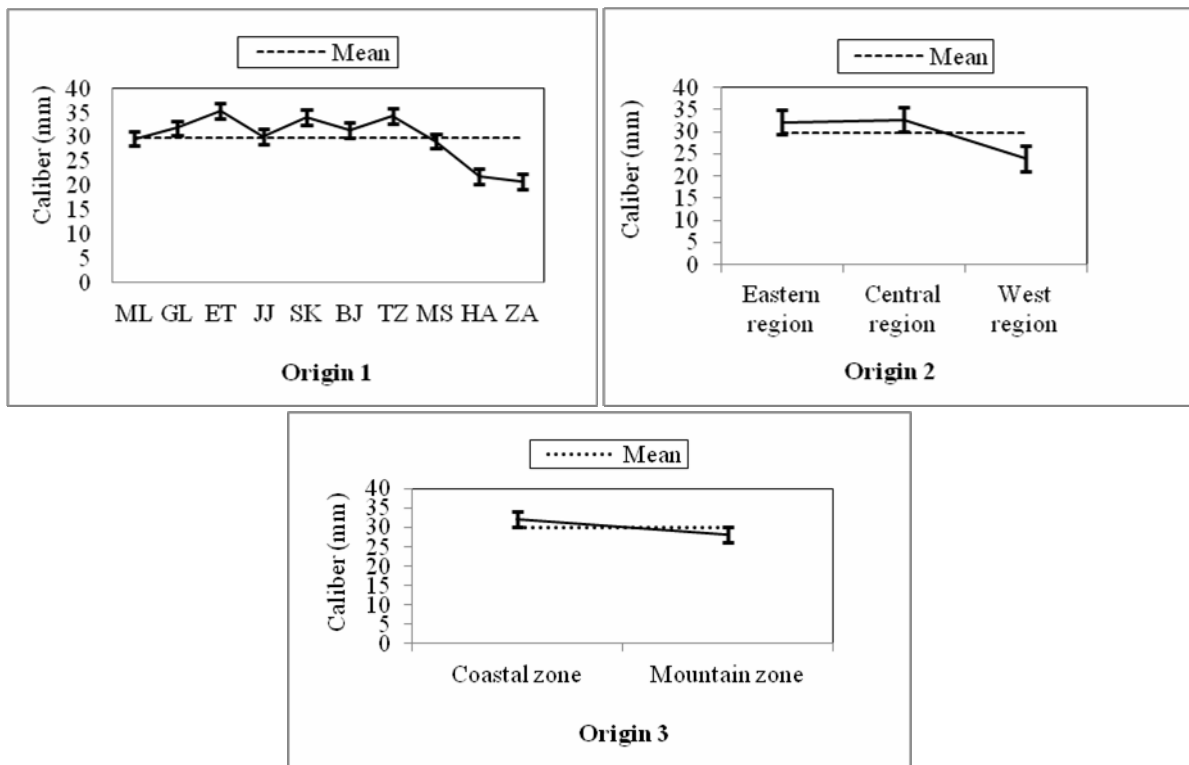 Mean
Caliber (mm)
40
35
30
25
20
15
10
5
0
ML GL ET JJ SK BJ TZ MS HA ZA
Origin 1
Mean
Caliber (mm)
40
35
30
25
20
15
10
5
0
Eastern region
Central region
West region
Origin 2
Mean
Caliber (mm)
40
35
30
25
20
15
10
5
0
Coastal zone Mountain zone
Origin 3